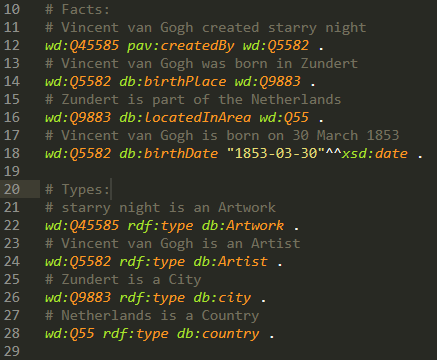 10 # Facts:
11 # Vincent van Gogh created starry night
12 wd:Q45585 pav:createdBy wd:Q5582 .
13 # Vincent van Gogh was born in Zundert
14 wd:Q5582 db:birthPlace wd:Q9883 .
15 # Zundert is part of the Netherlands
16 wd:Q9883 db:locatedInArea wd:Q55 .
17 # Vincent van Gogh is born on 30 March 1853
18 wd:Q5582 db:birthDate "1853-03-30"^^xsd:date .
19
20 # Types:
21 # starry night is an Artwork
22 wd:Q45585 rdf:type db:Artwork .
23 # Vincent van Gogh is an Artist
24 wd:Q5582 rdf:type db:Artist .
25 # Zundert is a City
26 wd:Q9883 rdf:type db:city .
27 # Netherlands is a Country
28 wd:Q55 rdf:type db:country .
29